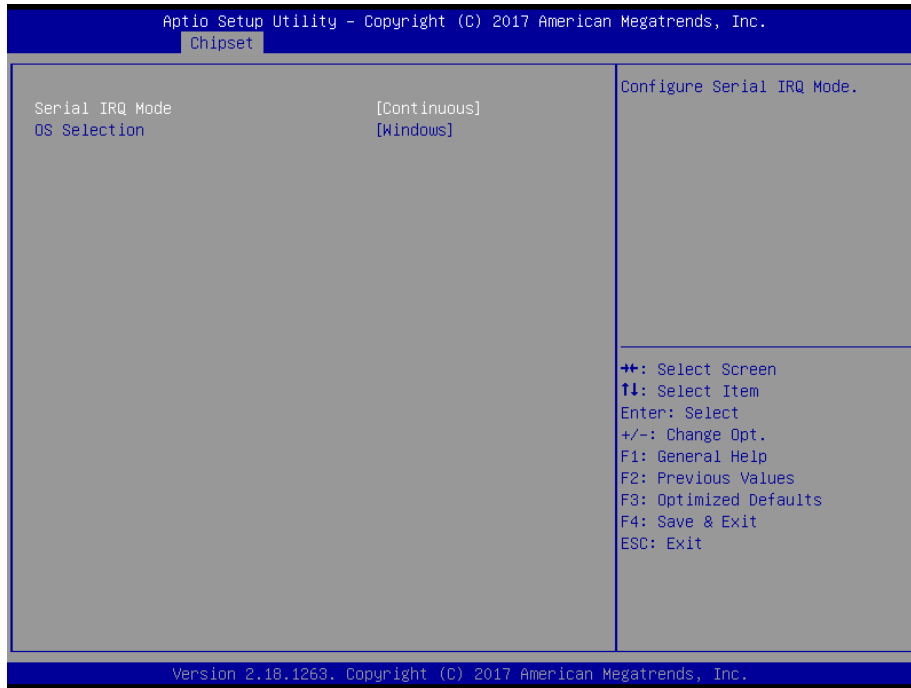 Aptio Setup Utility – Copyright (C) 2017 American Megatrends, Inc.
Chipset
Serial IRQ Mode [Continuous]
OS Selection [Windows]
Configure Serial IRQ Mode.
→←: Select Screen
↑↓: Select Item
Enter: Select
+/-: Change Opt.
F1: General Help
F2: Previous Values
F3: Optimized Defaults
F4: Save & Exit
ESC: Exit
Version 2.18.1263. Copyright (C) 2017 American Megatrends, Inc.